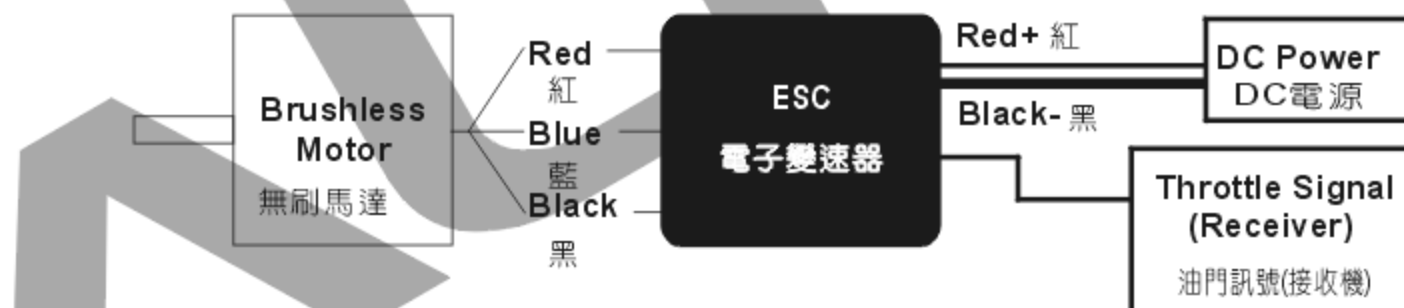 Brushless
Motor
無刷馬達
Red
紅
Blue
藍
Black
黑
ESC
電子變速器
Red+ 紅
Black- 黑
DC Power
DC電源
Throttle Signal
(Receiver)
油門訊號(接收機)